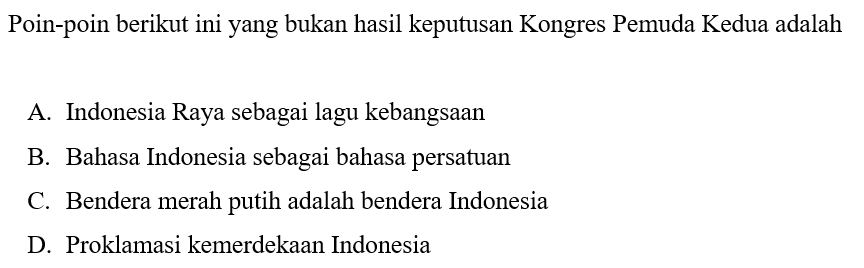 Poin-poin berikut ini yang bukan hasil keputusan Kongres Pemuda Kedua adalah
A. Indonesia Raya sebagai lagu kebangsaan
B. Bahasa Indonesia sebagai bahasa persatuan
C. Bendera merah putih adalah bendera Indonesia
D. Proklamasi kemerdekaan Indonesia